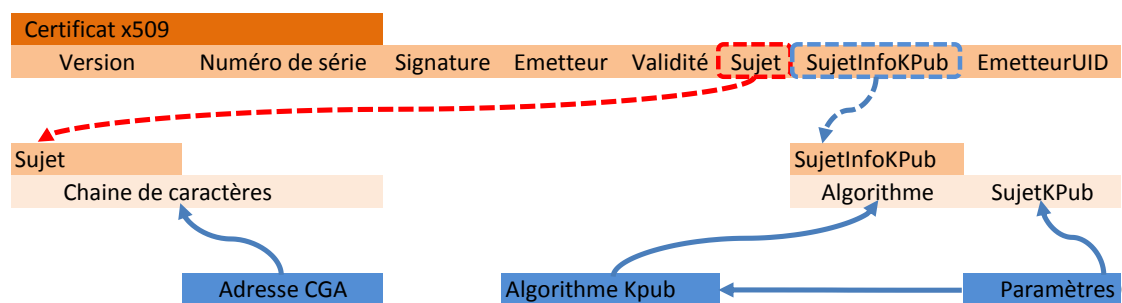 Certificat x509
Version Numéro de série Signature Emetteur Validité Sujet SujetInfoKPub EmetteurUID
Sujet SujetInfoKPub
Chaine de caractères Algorithme SujetKPub
Adresse CGA Algorithme Kpub Paramètres